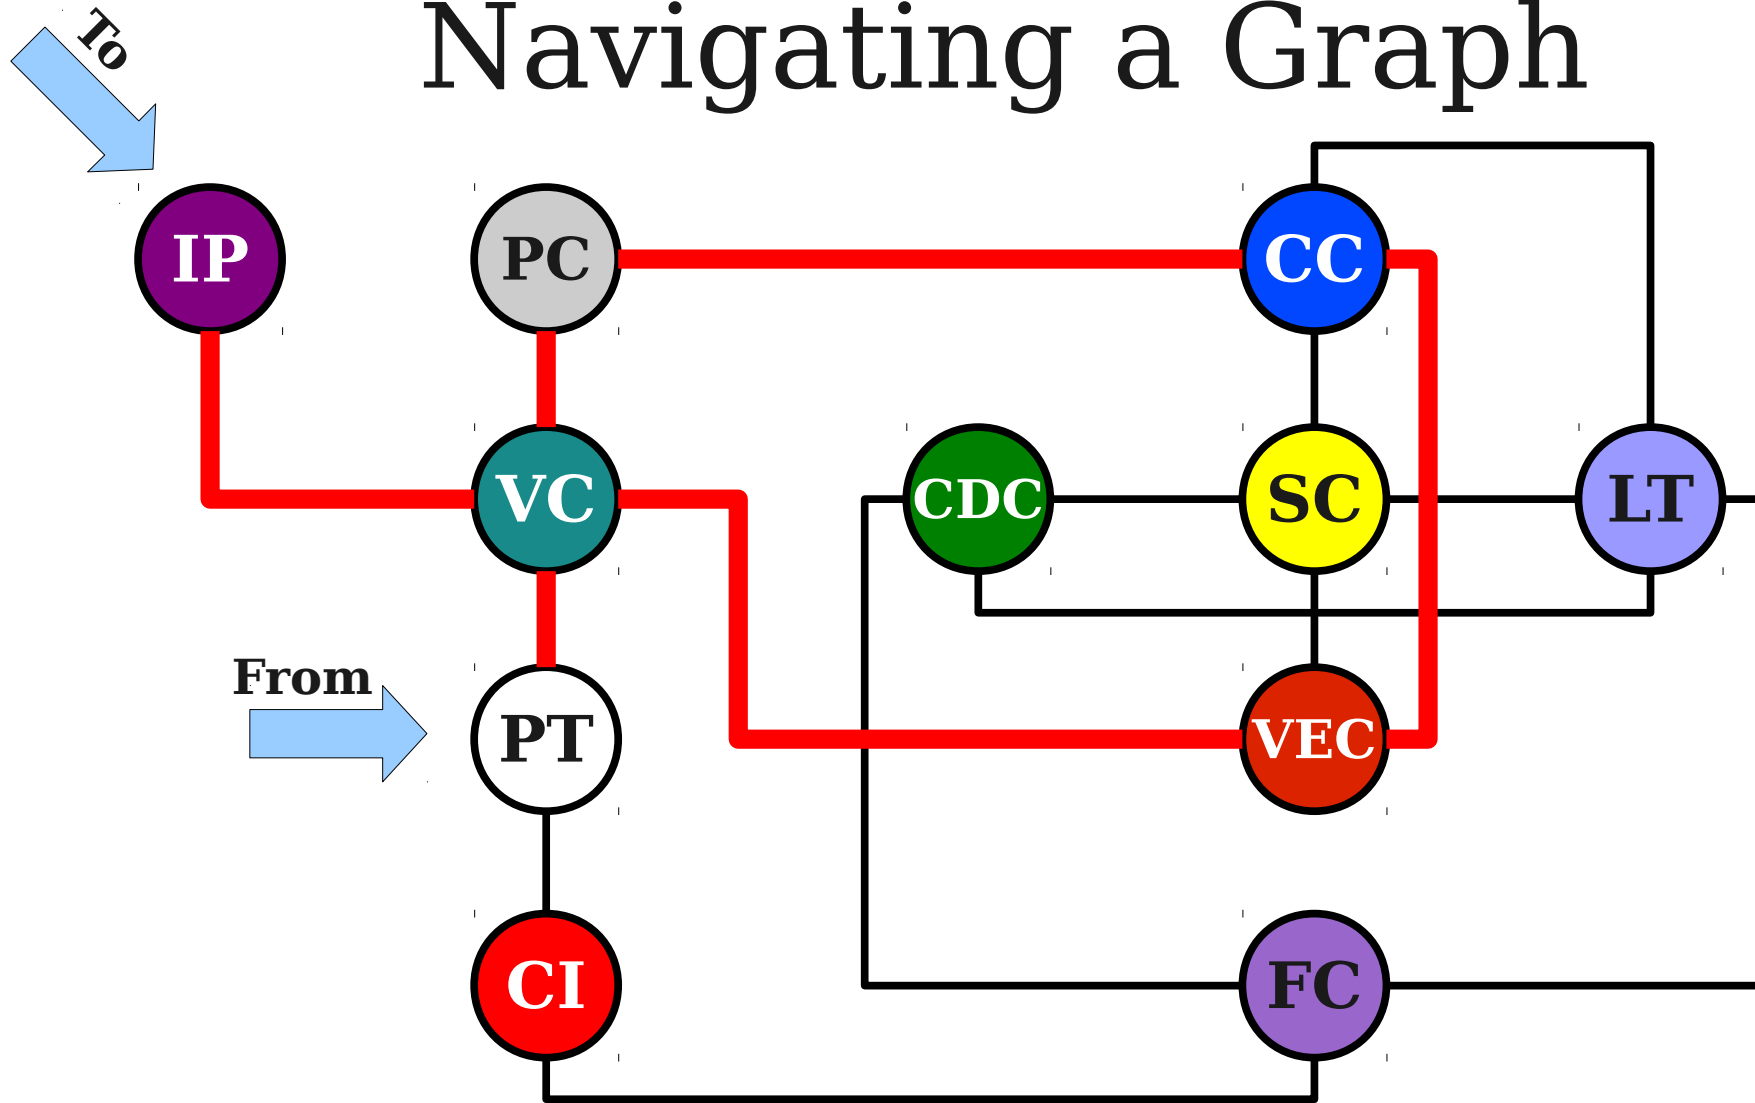 Navigating a Graph
To
IP
PC
CC
VC
CDC
SC
LT
From
PT
VEC
CI
FC